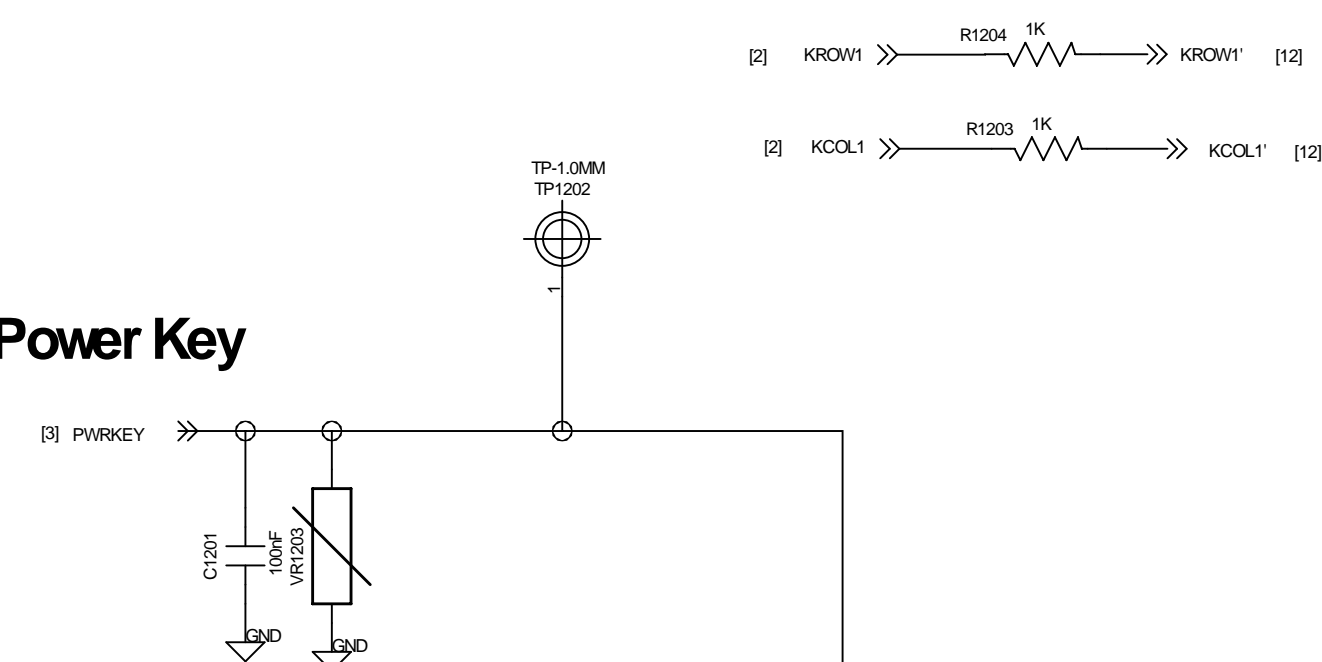 R1204 1K
[2] KROW1 KROW1' [12]
R1203 1K
[2] KCOL1 KCOL1' [12]
TP-1.0MM
TP1202
1
Power Key
[3] PWRKEY
C1201
100nF
VR1203
GND
GND